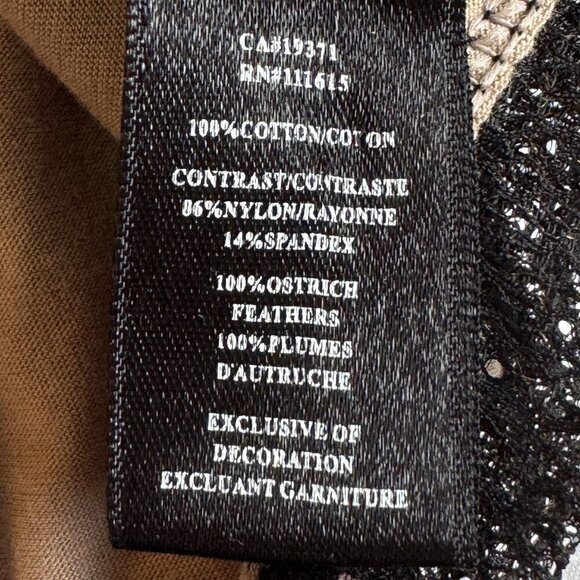 CA#19371
RN#111615
100%COTTON/COTON
CONTRAST/CONTRASTE
86%NYLON/RAYONNE
14%SPANDEX
100%OSTRICH
FEATHERS
100%PLUMES
D'AUTRUCHE
EXCLUSIVE OF
DECORATION
EXCLUANT GARNITURE